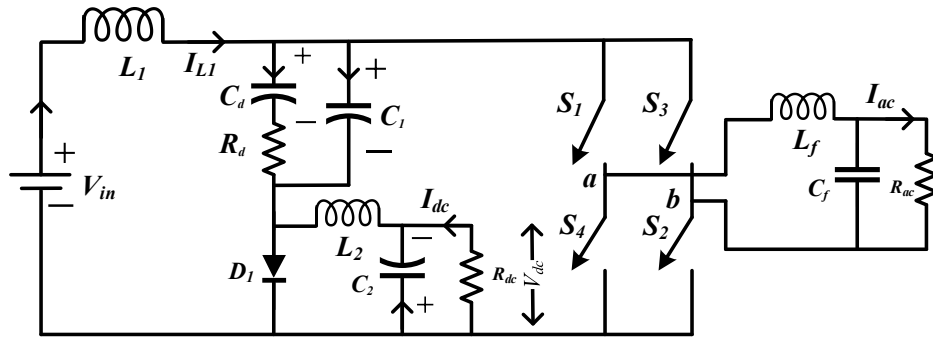 L1
IL1
+
+
Cd
C1
S1
S3
Iac
−
Rd
−
Lf
+
Vin
−
a
b
Cf
Rac
Idc
−
L2
S4
S2
D1
C2
+
Rdc
Vdc